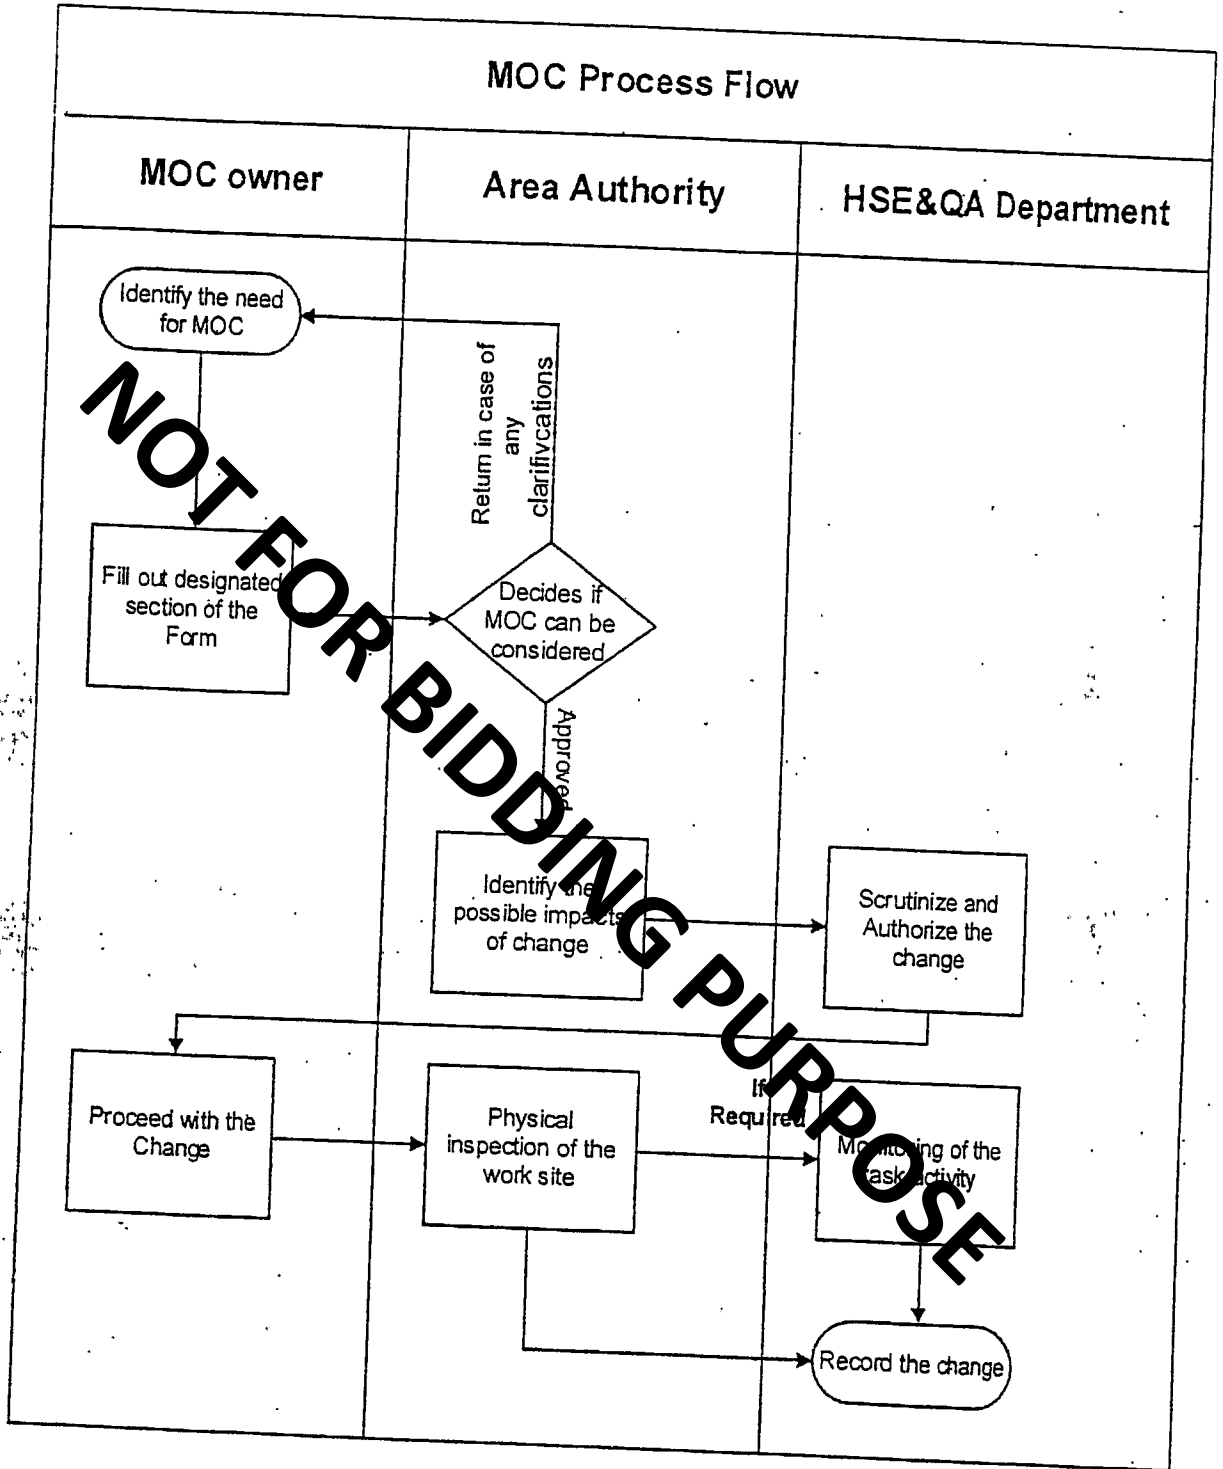 MOC Process Flow
MOC owner
Area Authority
HSE&QA Department
Identify the need
for MOC
Return in case of
any
clarifivcations
Fill out designated
section of the
Form
Decides if
MOC can be
considered
Approved
Identify the
possible impacts
of change
Scrutinize and
Authorize the
change
Proceed with the
Change
Physical
inspection of the
work site
If
Required
Monitoring of the
task activity
Record the change
NOT FOR BIDDING PURPOSE